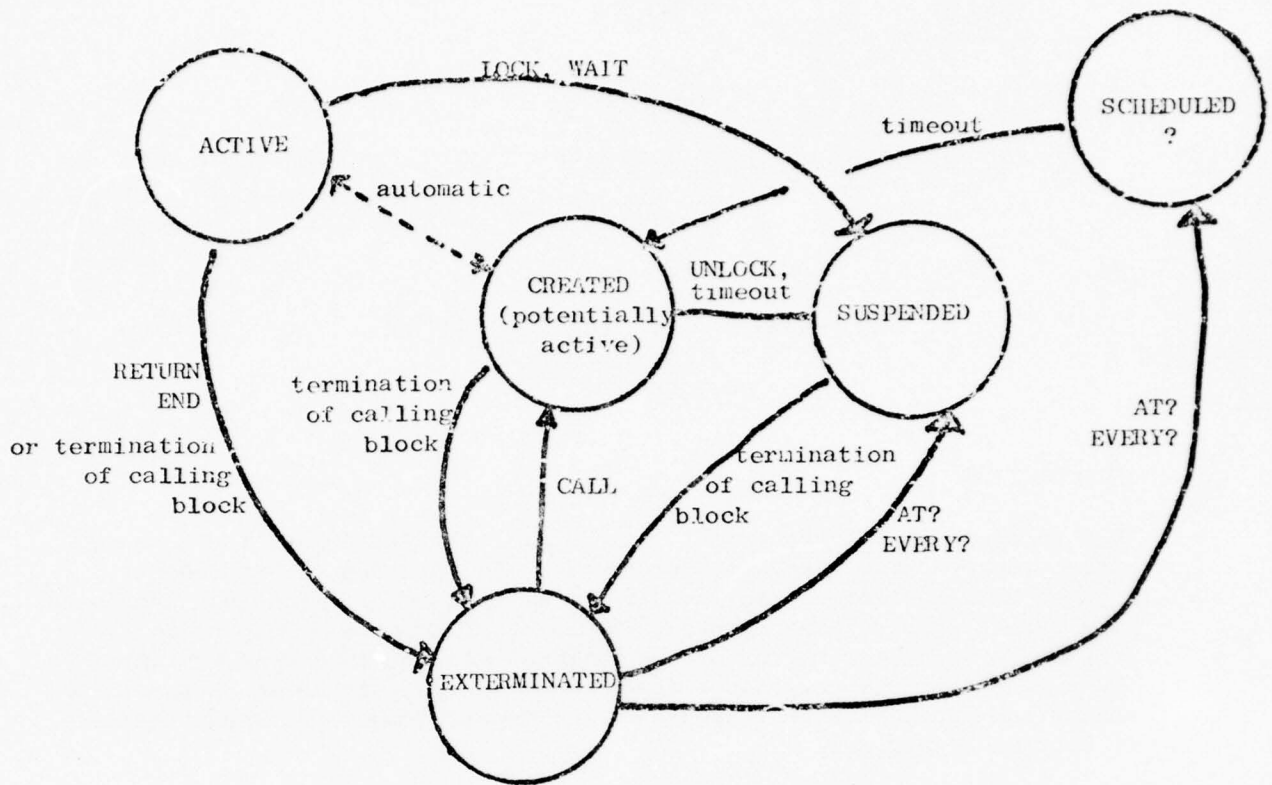 LOCK, WAIT
SCHEDULED
?
timeout
ACTIVE
automatic
CREATED
(potentially
active)
UNLOCK,
timeout
SUSPENDED
RETURN
END
or termination
of calling
block
termination
of calling
block
CALL
termination
of calling
block
AT?
EVERY?
AT?
EVERY?
EXTERMINATED